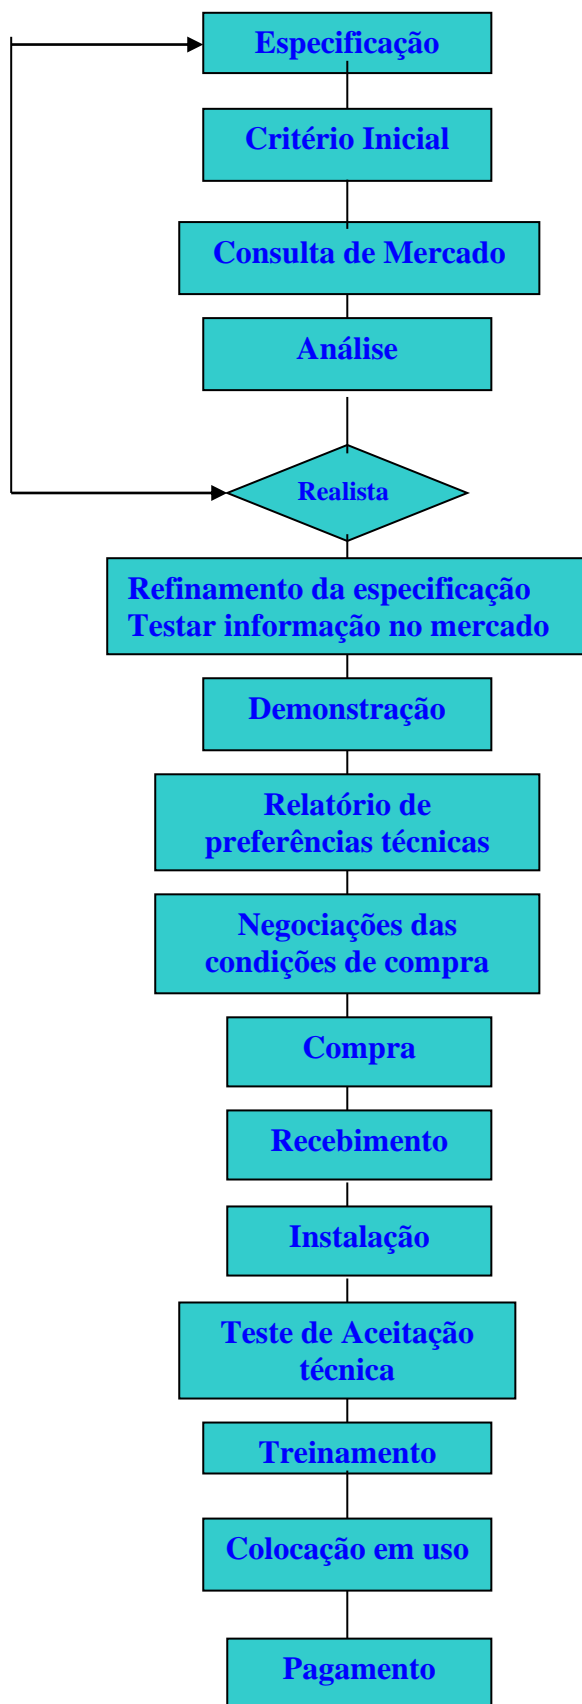 Especificação
Critério Inicial
Consulta de Mercado
Análise
Realista
Refinamento da especificação
Testar informação no mercado
Demonstração
Relatório de
preferências técnicas
Negociações das
condições de compra
Compra
Recebimento
Instalação
Teste de Aceitação
técnica
Treinamento
Colocação em uso
Pagamento